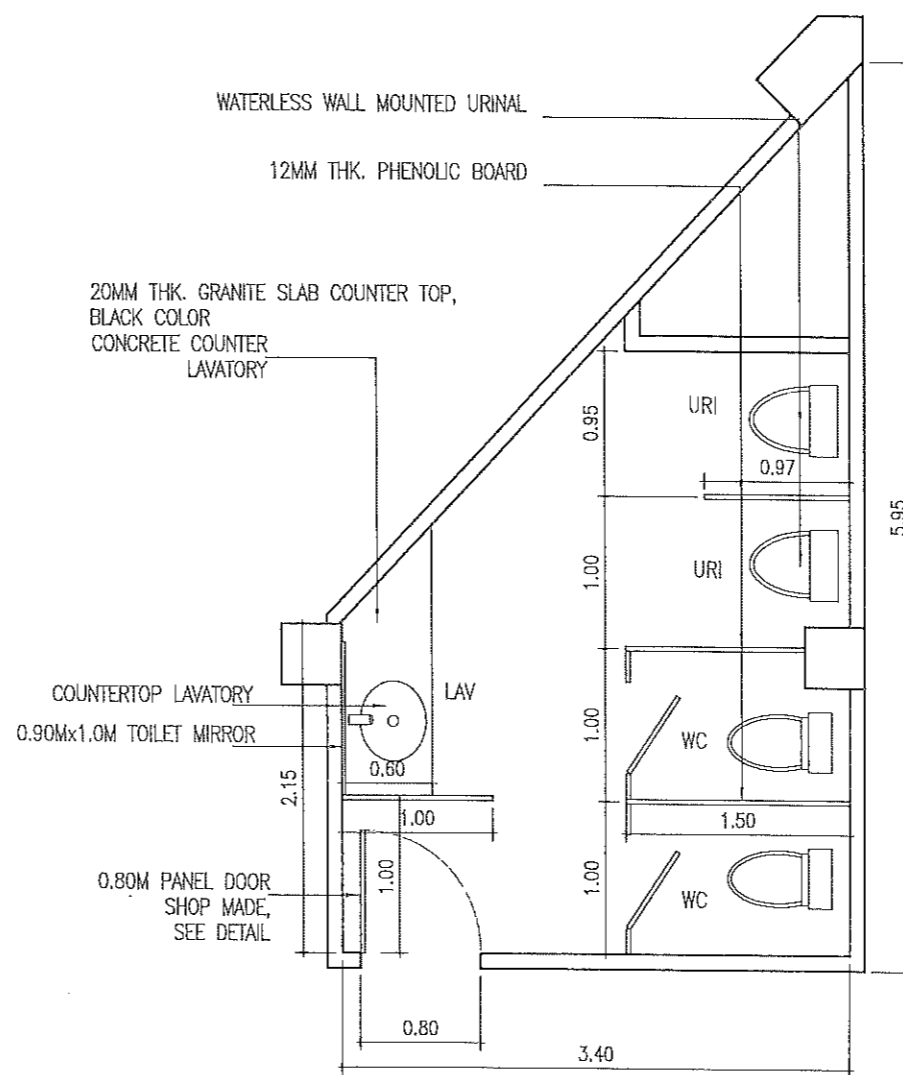 WATERLESS WALL MOUNTED URINAL
12MM THK. PHENOLIC BOARD
20MM THK. GRANITE SLAB COUNTER TOP,
BLACK COLOR
CONCRETE COUNTER
LAVATORY
URI
0.95
0.97
5.95
URI
1.00
COUNTERTOP LAVATORY
LAV
0.90Mx1.0M TOILET MIRROR
WC
1.00
0.60
2.15
1.00
1.50
1.00
0.80M PANEL DOOR
SHOP MADE,
SEE DETAIL
1.00
WC
0.80
3.40